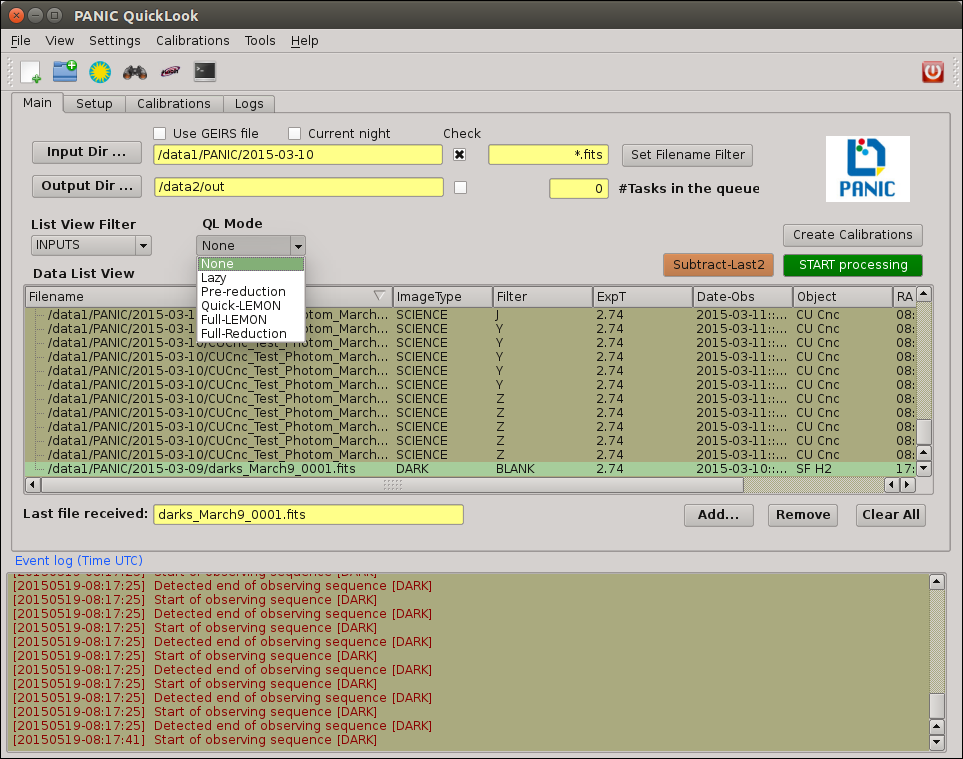 PANIC QuickLook
File View Settings Calibrations Tools Help
Main Setup Calibrations Logs
Use GEIRS file Current night Check
Input Dir ... /data1/PANIC/2015-03-10 *.fits Set Filename Filter
Output Dir ... /data2/out 0 #Tasks in the queue
PANIC
List View Filter QL Mode
INPUTS None Create Calibrations
None
Lazy
Pre-reduction
Quick-LEMON
Full-LEMON
Full-Reduction
Subtract-Last2 START processing
Data List View
Filename ImageType Filter ExpT Date-Obs Object RA
/data1/PANIC/2015-03-1 Photom_March... SCIENCE J 2.74 2015-03-11::... CU Cnc 08:
/data1/PANIC/2015-03-1 Photom_March... SCIENCE Y 2.74 2015-03-11::... CU Cnc 08:
/data1/PANIC/2015-03-10/CUCnc_Test_Photom_March... SCIENCE Y 2.74 2015-03-11::... CU Cnc 08:
/data1/PANIC/2015-03-10/CUCnc_Test_Photom_March... SCIENCE Y 2.74 2015-03-11::... CU Cnc 08:
/data1/PANIC/2015-03-10/CUCnc_Test_Photom_March... SCIENCE Y 2.74 2015-03-11::... CU Cnc 08:
/data1/PANIC/2015-03-10/CUCnc_Test_Photom_March... SCIENCE Y 2.74 2015-03-11::... CU Cnc 08:
/data1/PANIC/2015-03-10/CUCnc_Test_Photom_March... SCIENCE Z 2.74 2015-03-11::... CU Cnc 08:
/data1/PANIC/2015-03-10/CUCnc_Test_Photom_March... SCIENCE Z 2.74 2015-03-11::... CU Cnc 08:
/data1/PANIC/2015-03-10/CUCnc_Test_Photom_March... SCIENCE Z 2.74 2015-03-11::... CU Cnc 08:
/data1/PANIC/2015-03-10/CUCnc_Test_Photom_March... SCIENCE Z 2.74 2015-03-11::... CU Cnc 08:
/data1/PANIC/2015-03-10/CUCnc_Test_Photom_March... SCIENCE Z 2.74 2015-03-11::... CU Cnc 08:
/data1/PANIC/2015-03-09/darks_March9_0001.fits DARK BLANK 2.74 2015-03-10::... SF H2 17:
Last file received: darks_March9_0001.fits Add... Remove Clear All
Event log (Time UTC)
[20150519-08:17:25] Start of observing sequence [DARK]
[20150519-08:17:25] Detected end of observing sequence [DARK]
[20150519-08:17:25] Start of observing sequence [DARK]
[20150519-08:17:25] Detected end of observing sequence [DARK]
[20150519-08:17:25] Start of observing sequence [DARK]
[20150519-08:17:25] Detected end of observing sequence [DARK]
[20150519-08:17:25] Start of observing sequence [DARK]
[20150519-08:17:25] Detected end of observing sequence [DARK]
[20150519-08:17:25] Start of observing sequence [DARK]
[20150519-08:17:25] Detected end of observing sequence [DARK]
[20150519-08:17:25] Start of observing sequence [DARK]
[20150519-08:17:25] Detected end of observing sequence [DARK]
[20150519-08:17:41] Start of observing sequence [DARK]